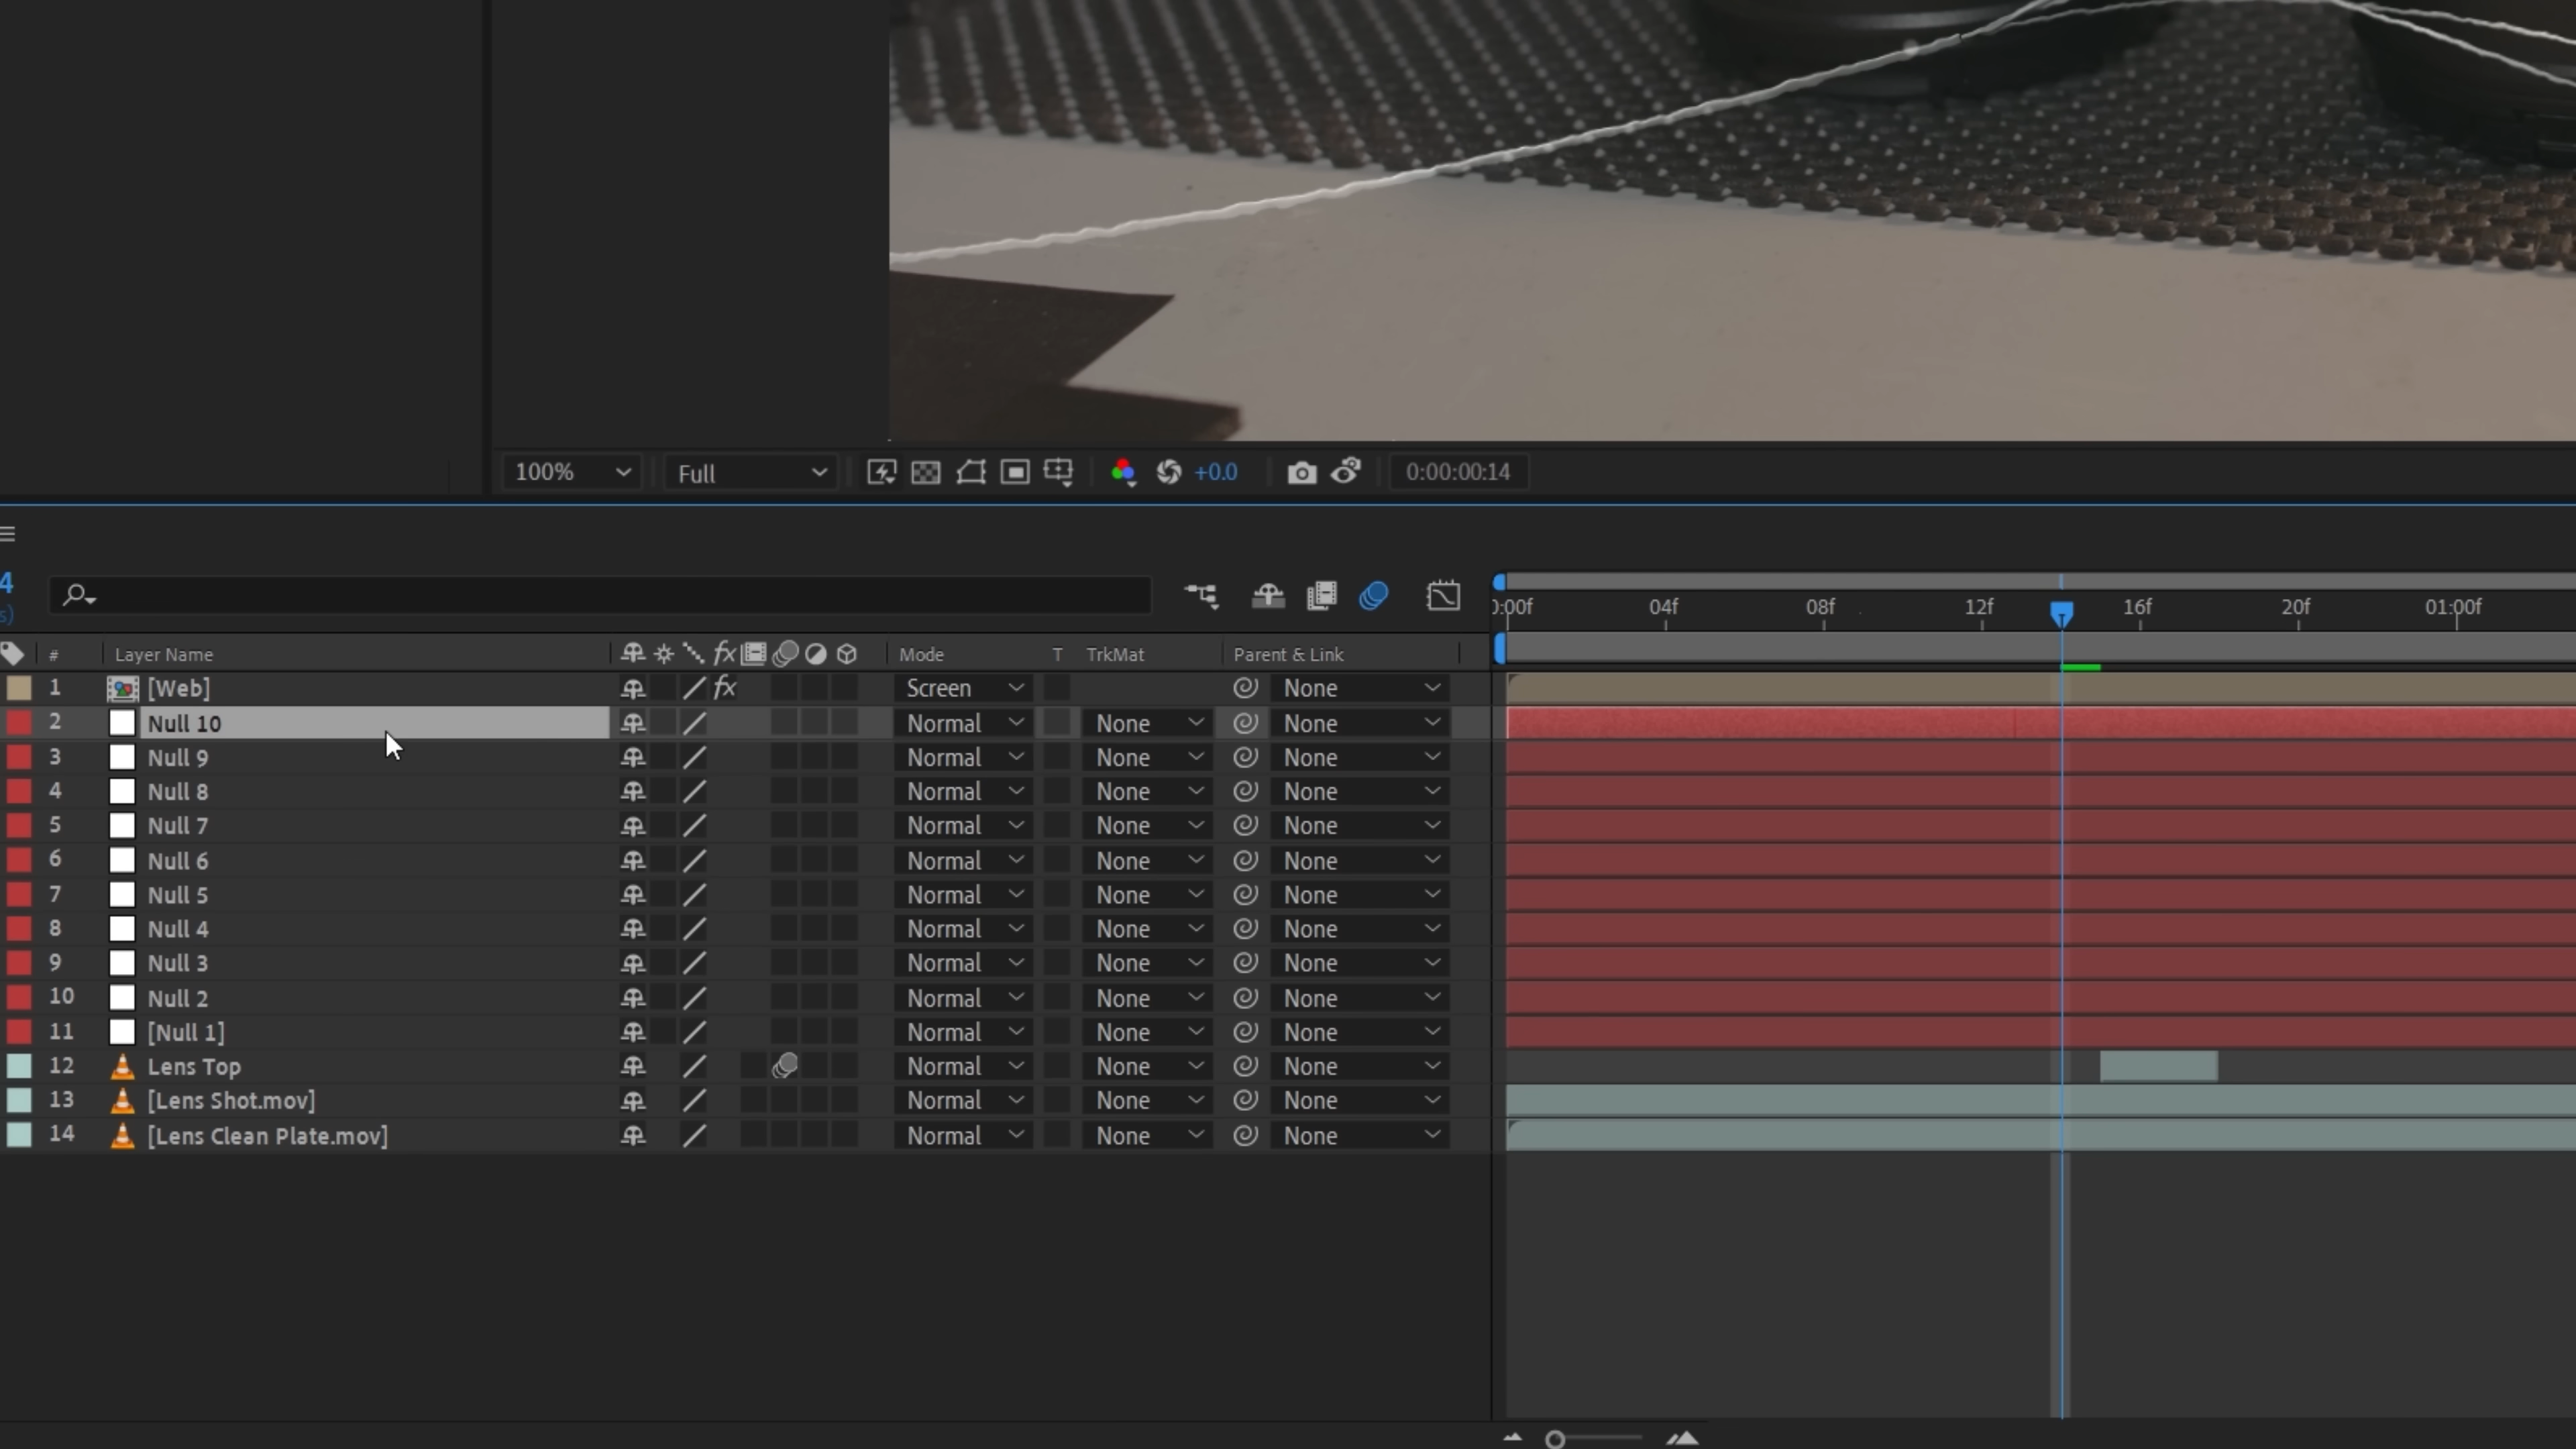 100% Full +0.0 0:00:00:14
4
s)
0:00f 04f 08f 12f 16f 20f 01:00f
# Layer Name fx Mode T TrkMat Parent & Link
1 [Web] fx Screen None
2 Null 10 Normal None None
3 Null 9 Normal None None
4 Null 8 Normal None None
5 Null 7 Normal None None
6 Null 6 Normal None None
7 Null 5 Normal None None
8 Null 4 Normal None None
9 Null 3 Normal None None
10 Null 2 Normal None None
11 [Null 1] Normal None None
12 Lens Top Normal None None
13 [Lens Shot.mov] Normal None None
14 [Lens Clean Plate.mov] Normal None None